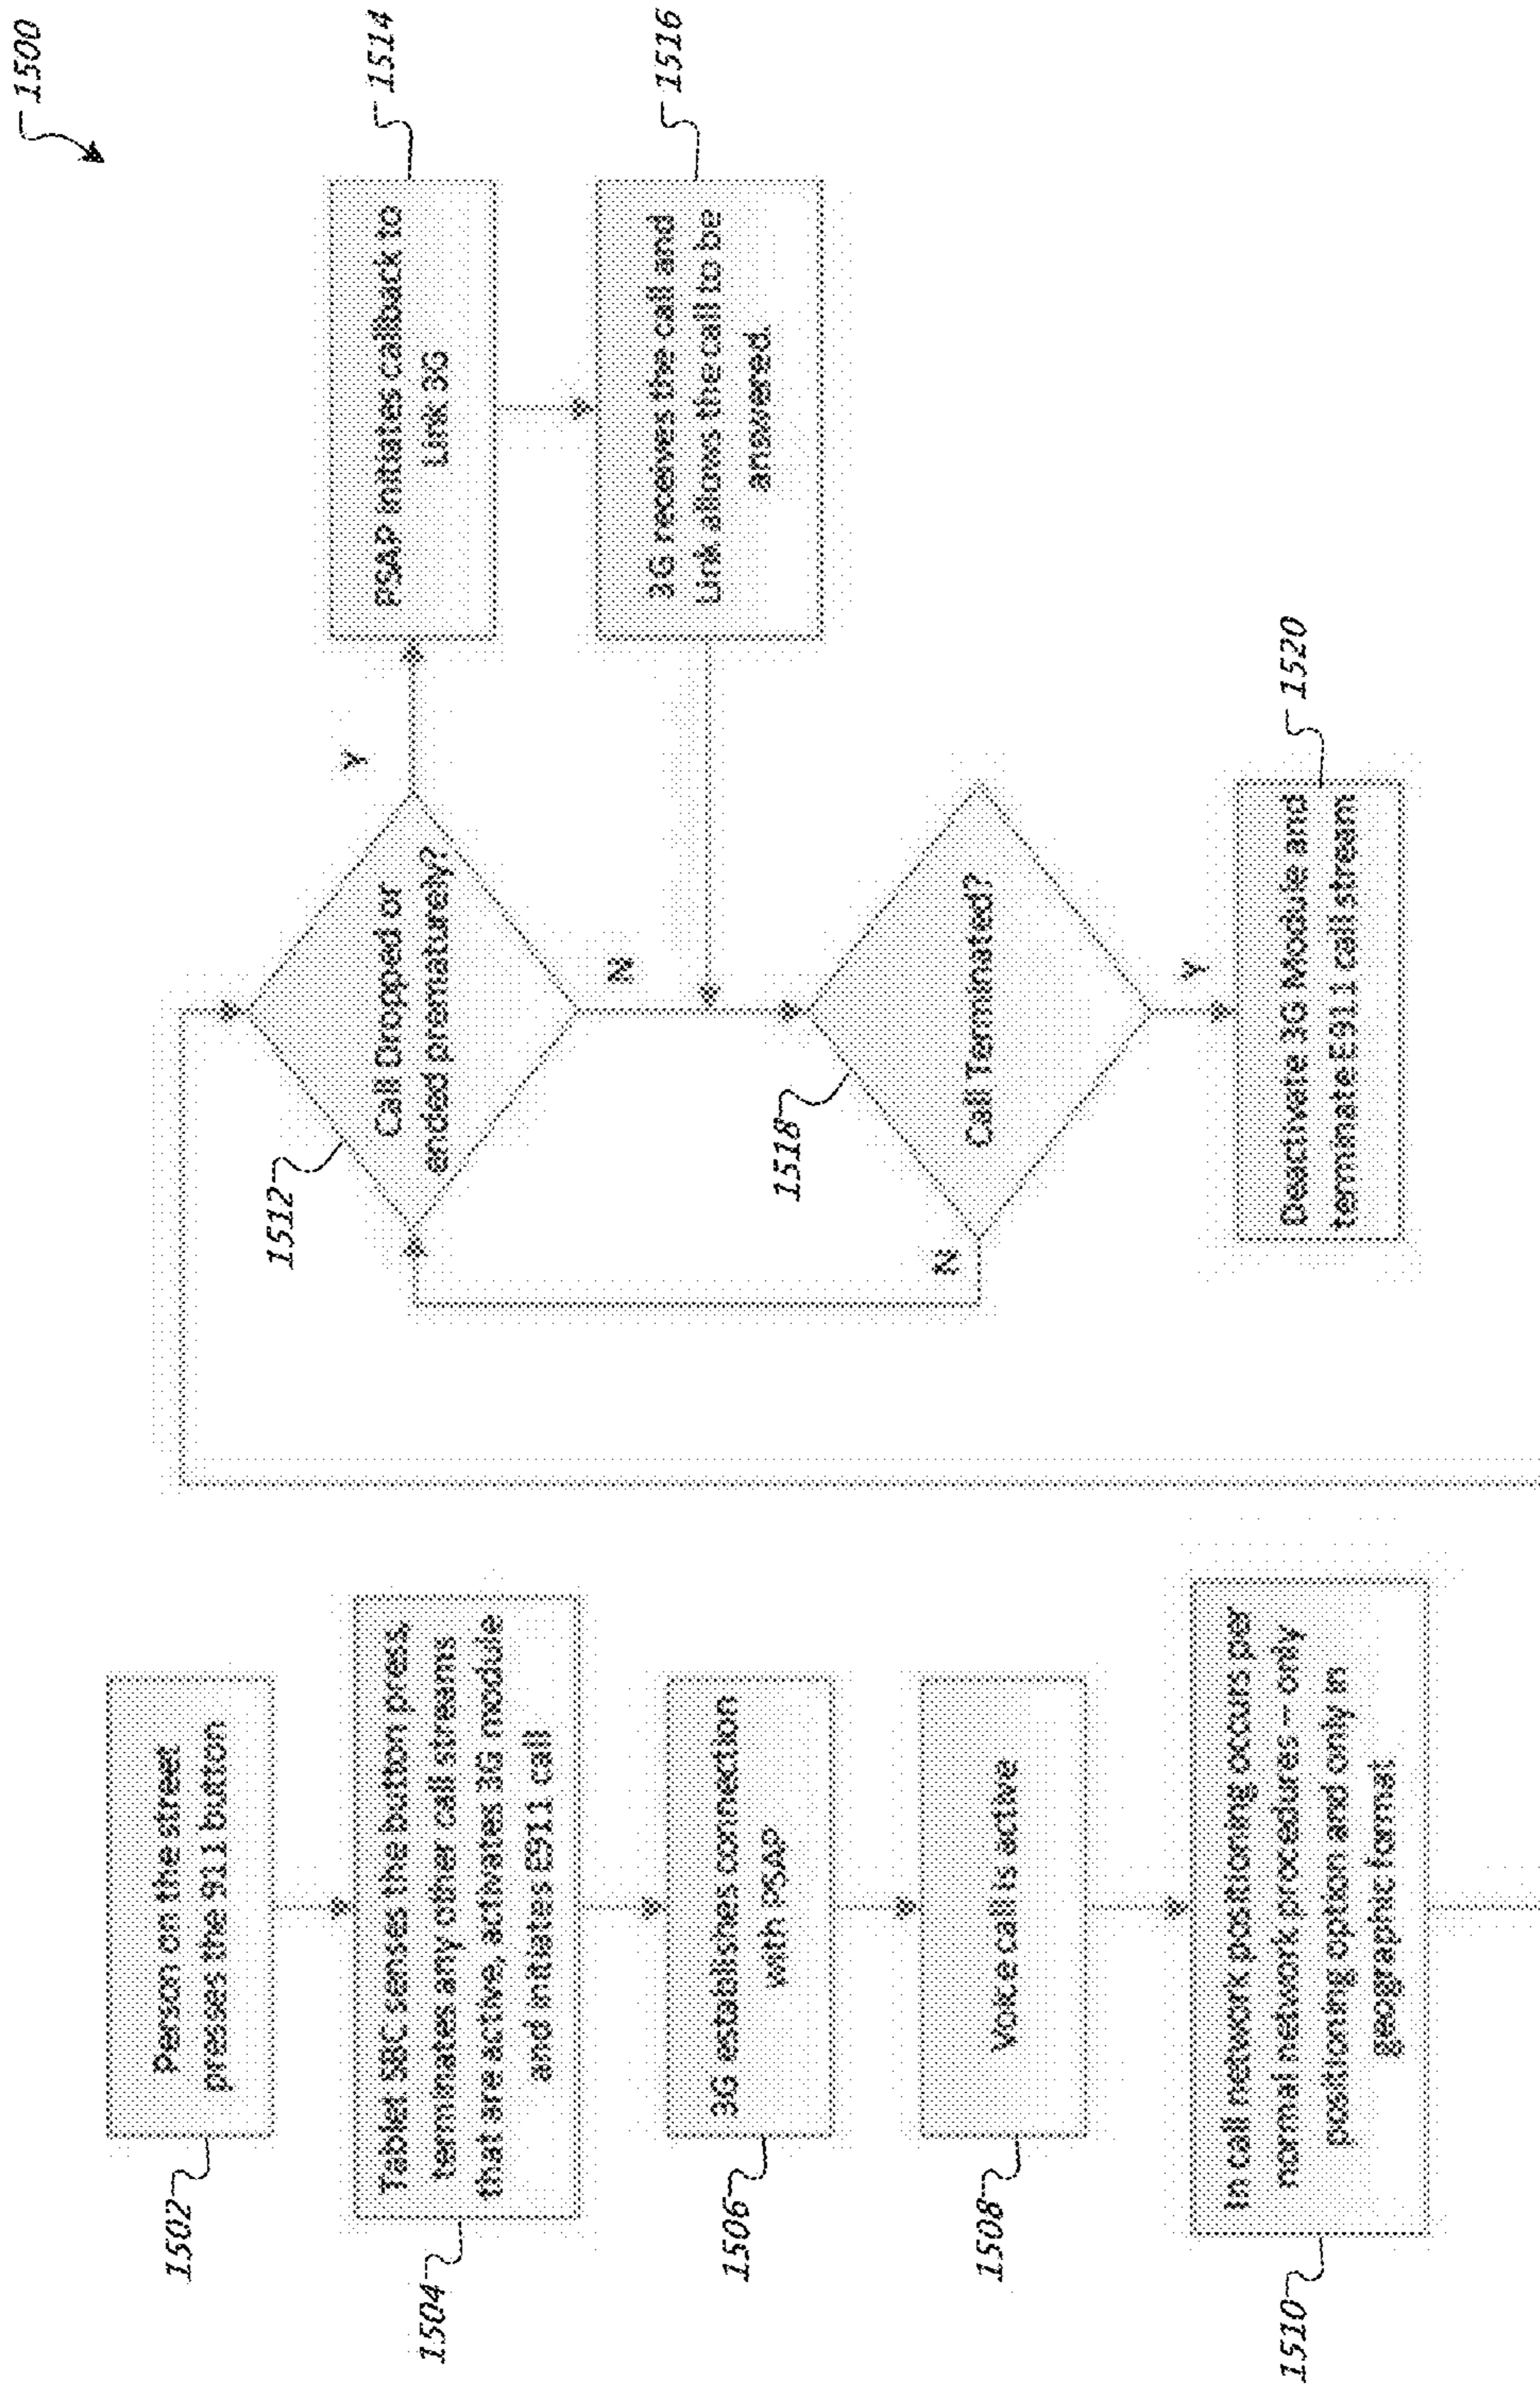 1500
1502
Person on the street
presses the 911 button
1504
Tablet SBC senses the button press,
terminates any other call streams
that are active, activates 3G module
and initiates E911 call
1506
3G establishes connection
with PSAP
1508
Voice call is active
1510
In call network positioning occurs per
normal network procedures – only
positioning option and only in
geographic format
1512
Call Dropped or
ended prematurely?
Y
N
1514
PSAP initiates callback to
Link 3G
1516
3G receives the call and
Link allows the call to be
answered.
1518
Call Terminated?
N
Y
1520
Deactivate 3G Module and
terminate E911 call stream